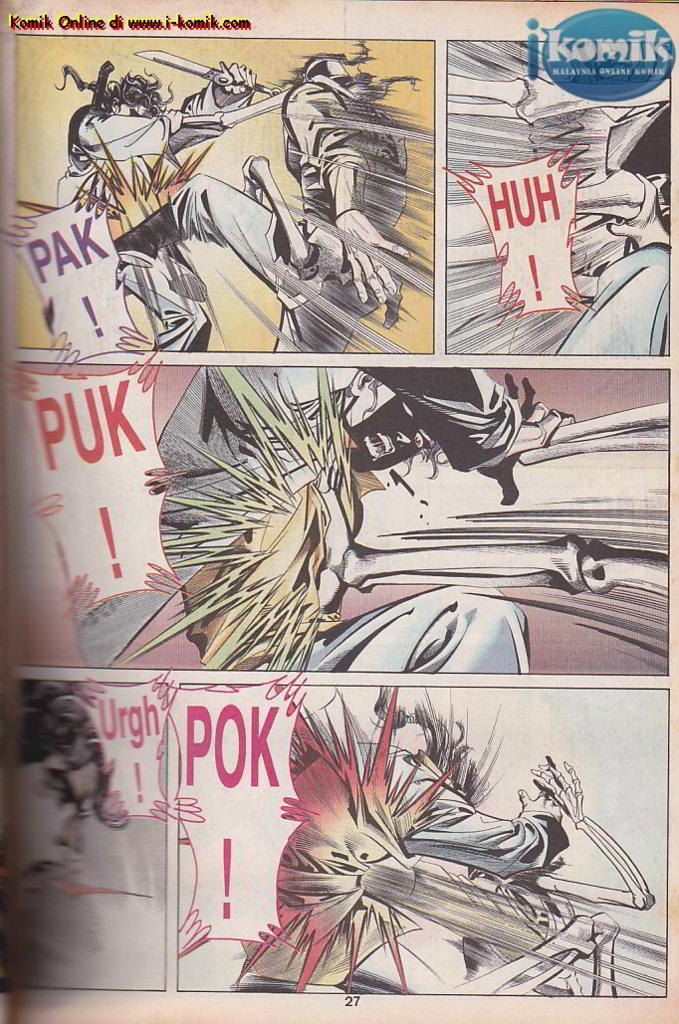 Komik Online di www.i-komik.com
ikomik
MALAYSIA ONLINE KOMIK
PAK
!
HUH
!
PUK
!
Urgh
!
POK
!
27